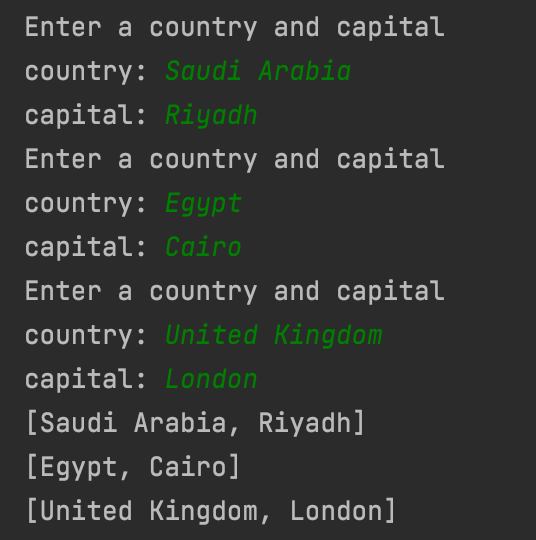 Enter a country and capital
country: Saudi Arabia
capital: Riyadh
Enter a country and capital
country: Egypt
capital: Cairo
Enter a country and capital
country: United Kingdom
capital: London
[Saudi Arabia, Riyadh]
[Egypt, Cairo]
[United Kingdom, London]